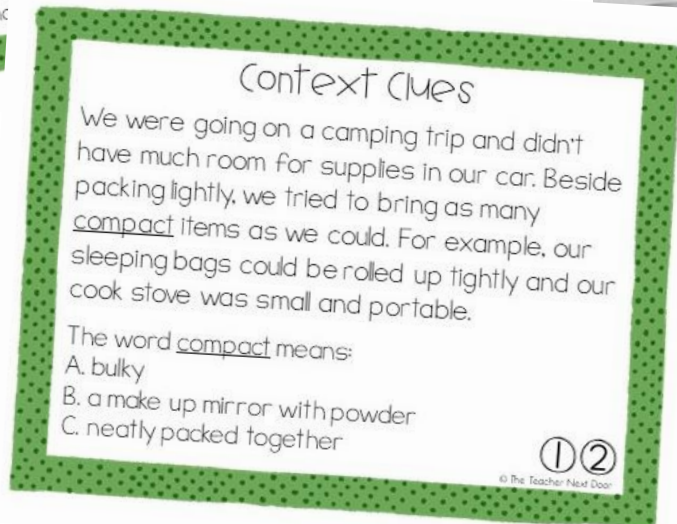 Context Clues
We were going on a camping trip and didn't
have much room for supplies in our car. Beside
packing lightly, we tried to bring as many
compact items as we could. For example, our
sleeping bags could be rolled up tightly and our
cook stove was small and portable.
The word compact means:
A. bulky
B. a make up mirror with powder
C. neatly packed together
① ②
© The Teacher Next Door